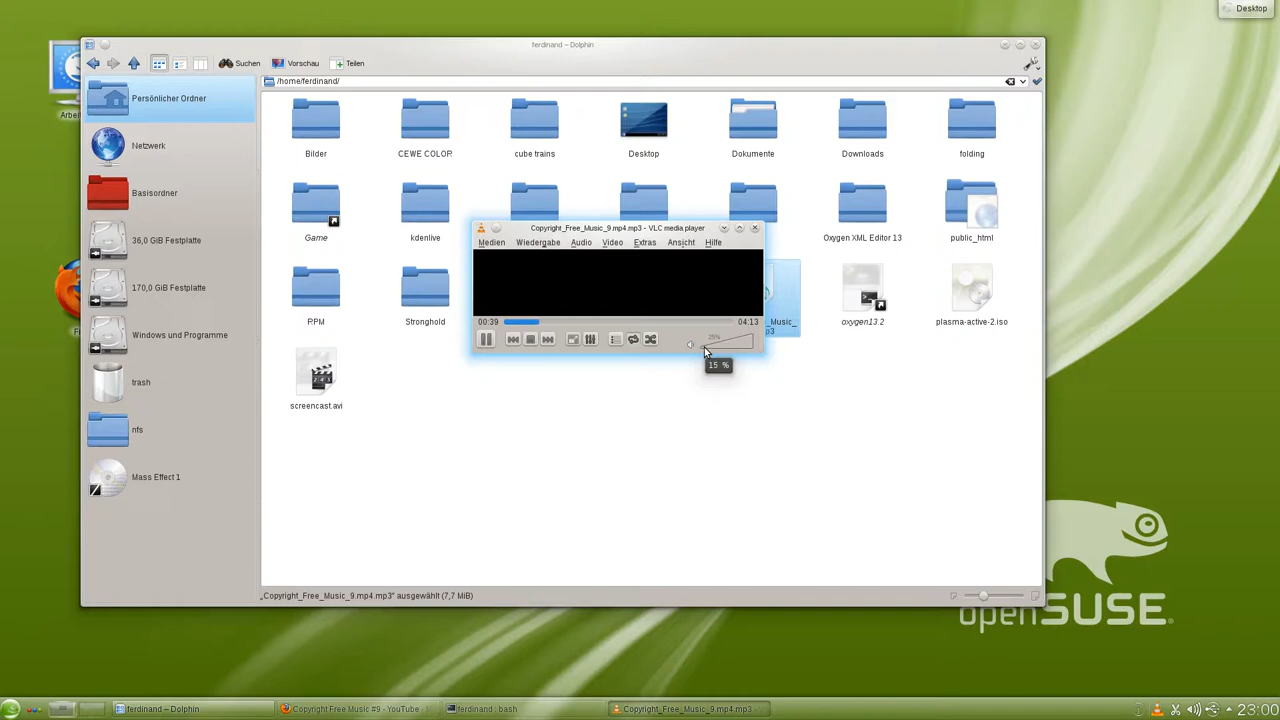 Desktop
ferdinand – Dolphin
Suchen
Vorschau
Teilen
/home/ferdinand/
Persönlicher Ordner
Netzwerk
Basisordner
36,0 GiB Festplatte
170,0 GiB Festplatte
Windows und Programme
trash
nfs
Mass Effect 1
Bilder
CEWE COLOR
cube trains
Desktop
Dokumente
Downloads
folding
Game
kdenlive
Oxygen XML Editor 13
public_html
RPM
Stronghold
_Music_
p3
oxygen13.2
plasma-active-2.iso
screencast.avi
Copyright_Free_Music_9.mp4.mp3 - VLC media player
Medien Wiedergabe Audio Video Extras Ansicht Hilfe
00:39
04:13
25%
15 %
„Copyright_Free_Music_9.mp4.mp3“ ausgewählt (7,7 MiB)
openSUSE
ferdinand – Dolphin
Copyright Free Music #9 - YouTube -
ferdinand : bash
Copyright_Free_Music_9.mp4.mp3 -
23:00